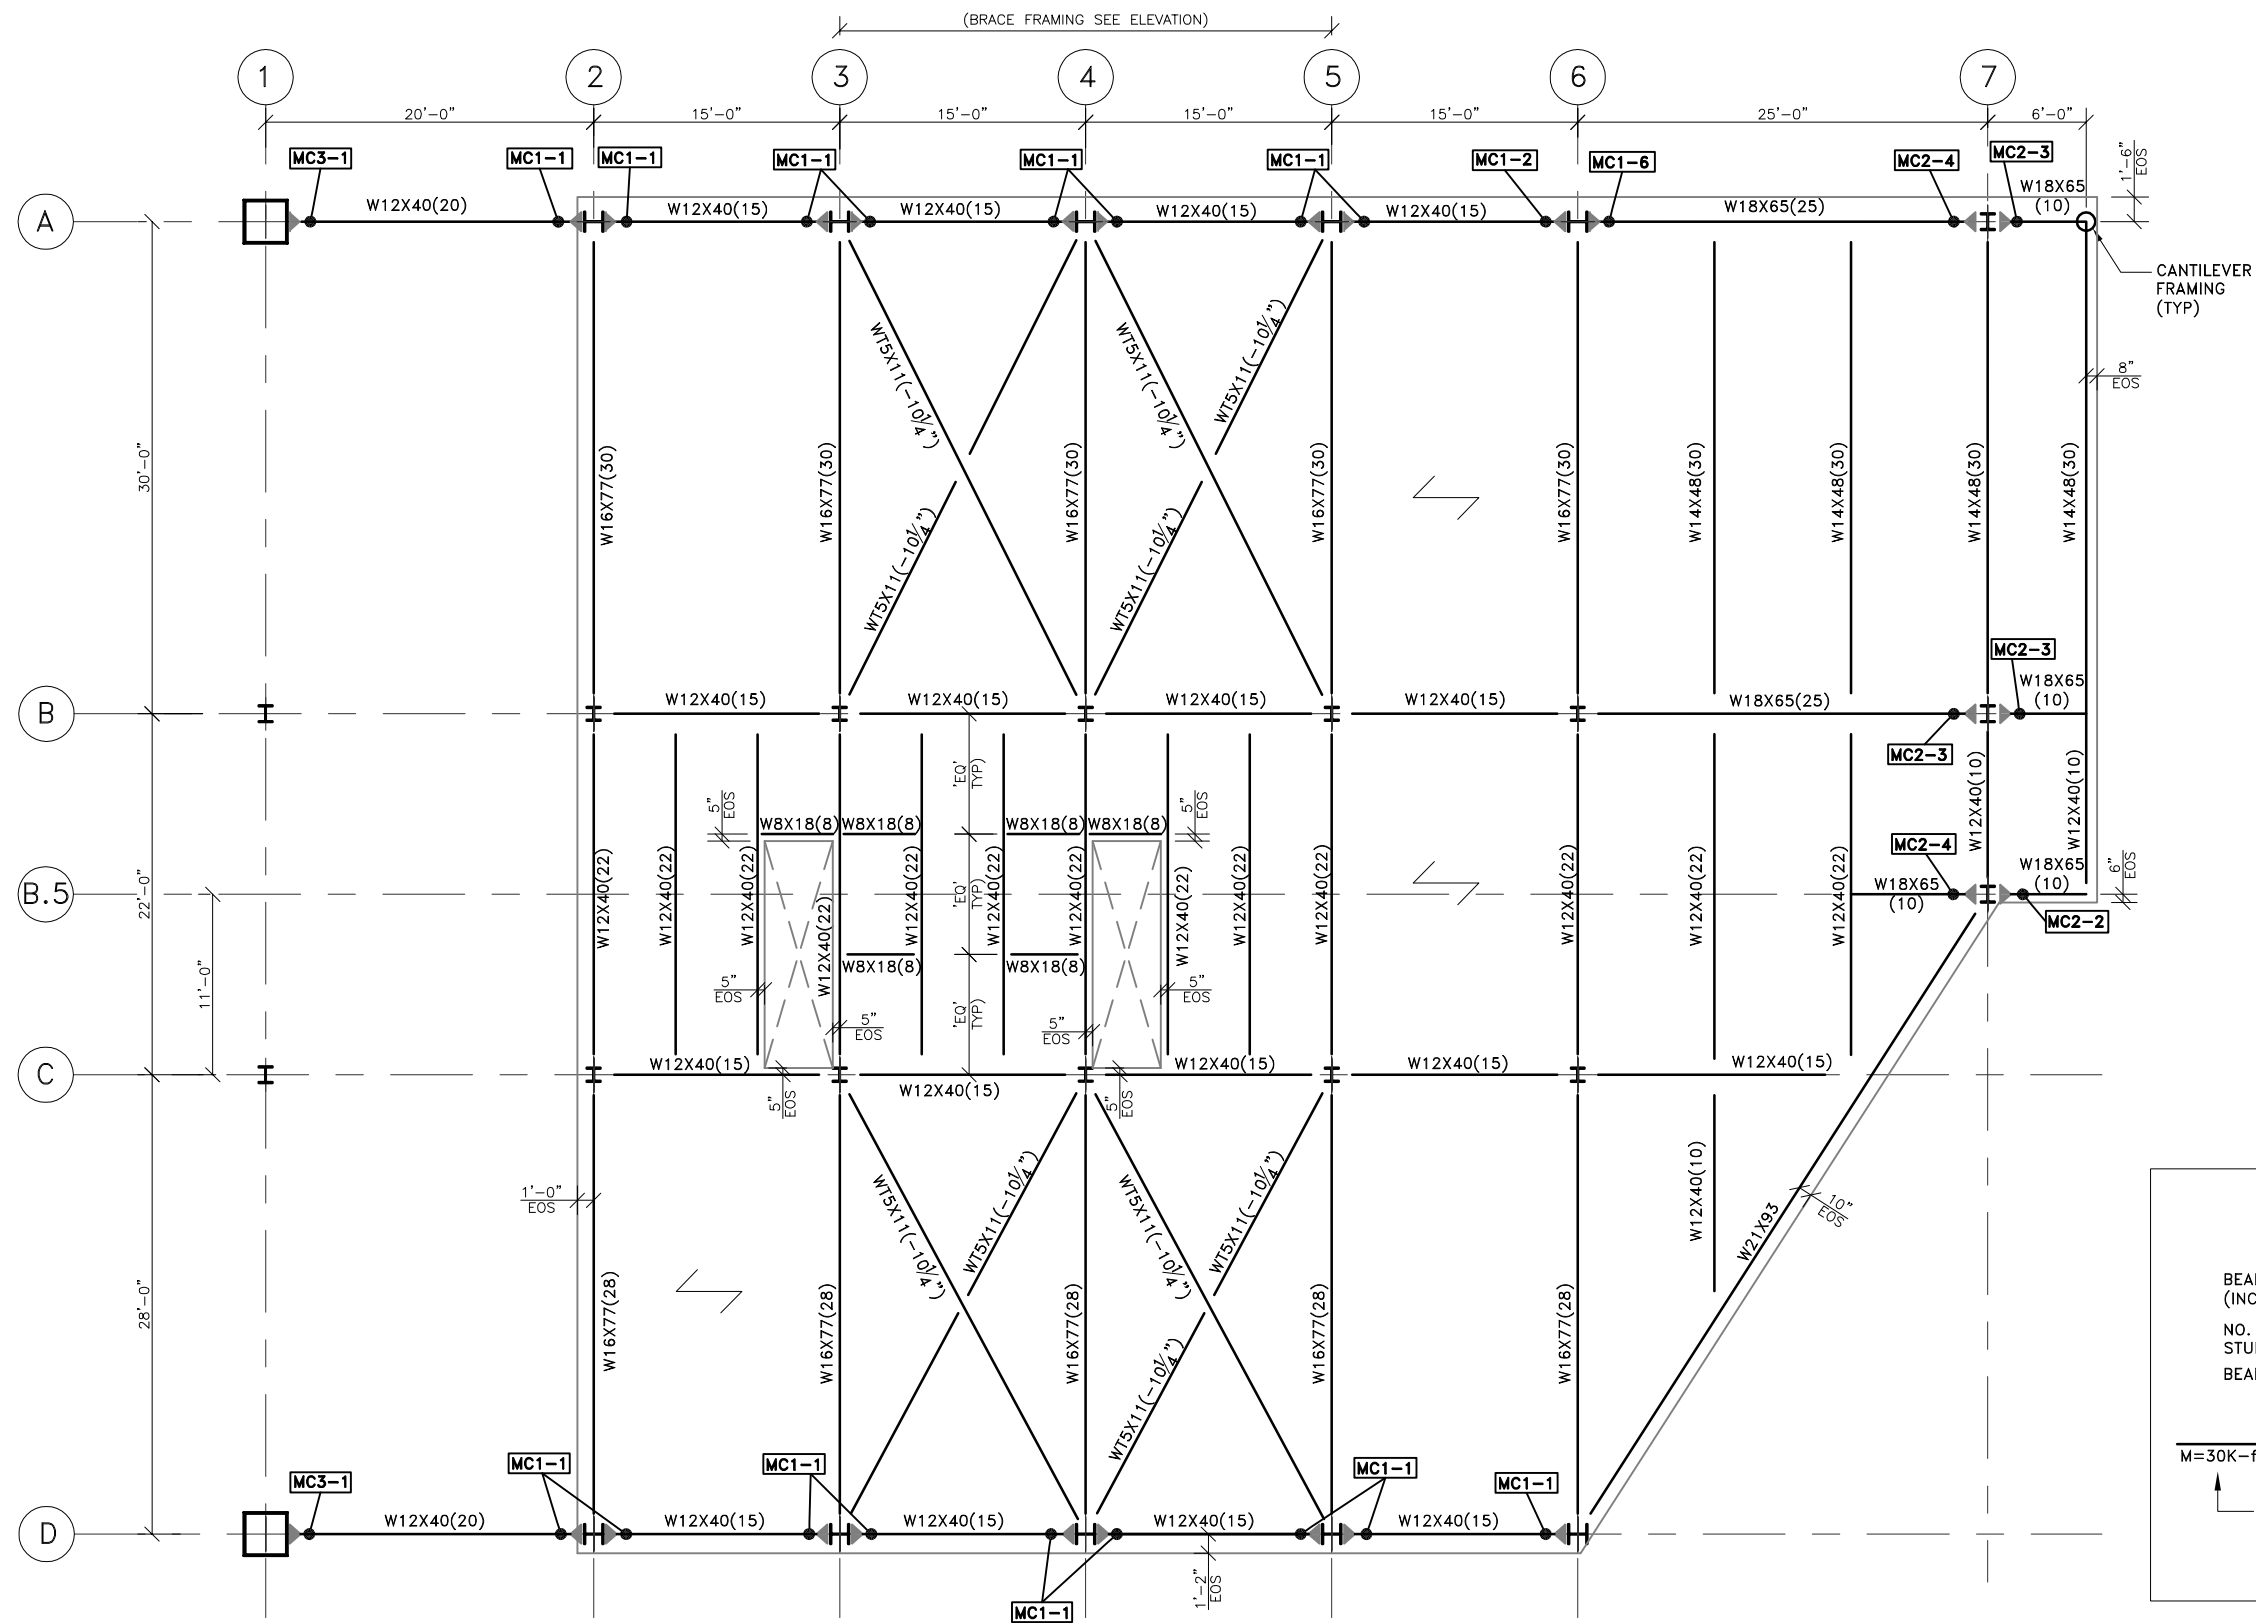 (BRACE FRAMING SEE ELEVATION)
1 2 3 4 5 6 7
20'-0" 15'-0" 15'-0" 15'-0" 15'-0" 25'-0" 6'-0"
MC3-1 MC1-1 MC1-1 MC1-1 MC1-1 MC1-1 MC1-2 MC1-6 MC2-4 MC2-3
1'-6"
EOS
A
W12X40(20) W12X40(15) W12X40(15) W12X40(15) W12X40(15) W18X65(25) W18X65
(10)
CANTILEVER
FRAMING
(TYP)
8"
EOS
WT5X11(-10¼")
WT5X11(-10¼")
WT5X11(-10¼")
WT5X11(-10¼")
WT5X11(-10¼")
30'-0"
W16X77(30) W16X77(30) W16X77(30) W16X77(30) W16X77(30) W14X48(30) W14X48(30) W14X48(30) W14X48(30)
MC2-3
B
W12X40(15) W12X40(15) W12X40(15) W12X40(15) W18X65(25) W18X65
(10)
MC2-3
'EQ'
TYP)
5"
EOS
5"
EOS
W12X40(10) W12X40(10)
W8X18(8) W8X18(8) W8X18(8) W8X18(8)
MC2-4
W18X65
(10)
W18X65
(10)
6"
EOS
MC2-2
B.5
22'-0"
11'-0"
'EQ'
TYP)
W12X40(22) W12X40(22) W12X40(22) W12X40(22) W12X40(22) W12X40(22) W12X40(22) W12X40(22) W12X40(22) W12X40(22) W12X40(22) W12X40(22) W12X40(22) W12X40(22)
W8X18(8) W8X18(8)
5"
EOS
5"
EOS
5"
EOS
5"
EOS
'EQ'
TYP)
C
W12X40(15) W12X40(15) W12X40(15) W12X40(15) W12X40(15)
5"
EOS
5"
EOS
1'-0"
EOS
WT5X11(-10¼")
WT5X11(-10¼")
WT5X11(-10¼")
WT5X11(-10¼")
WT5X11(-10¼")
W12X40(10)
W21X93
10"
EOS
28'-0"
W16X77(28) W16X77(28) W16X77(28) W16X77(28) W16X77(28)
NO.
M=30K-
MC3-1 MC1-1 MC1-1 MC1-1 MC1-1
D
W12X40(20) W12X40(15) W12X40(15) W12X40(15) W12X40(15)
1'-2"
EOS
MC1-1